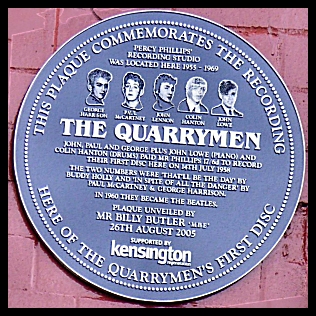 THIS PLAQUE COMMEMORATES THE RECORDING
PERCY PHILLIPS'
RECORDING STUDIO
WAS LOCATED HERE 1955 - 1969
GEORGE HARRISON
PAUL McCARTNEY
JOHN LENNON
COLIN HANTON
JOHN LOWE
THE QUARRYMEN
JOHN, PAUL AND GEORGE PLUS JOHN LOWE (PIANO) AND
COLIN HANTON (DRUMS) PAID MR PHILLIPS 17/6d TO RECORD
THEIR FIRST DISC HERE ON 14TH JULY 1958
THE TWO NUMBERS WERE 'THAT'LL BE THE DAY' BY
BUDDY HOLLY AND 'IN SPITE OF ALL THE DANGER' BY
PAUL McCARTNEY & GEORGE HARRISON.
IN 1960 THEY BECAME THE BEATLES.
PLAQUE UNVEILED BY
MR BILLY BUTLER "M.B.E."
26TH AUGUST 2005
SUPPORTED BY
kensington
HERE OF THE QUARRYMEN'S FIRST DISC